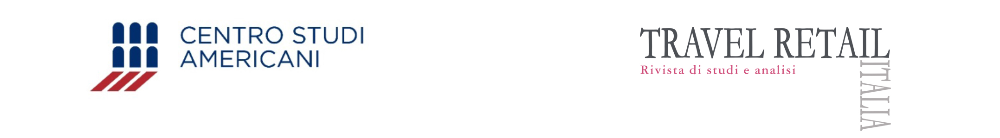 CENTRO STUDI
AMERICANI
TRAVEL RETAIL
Rivista di studi e analisi
ITALIA